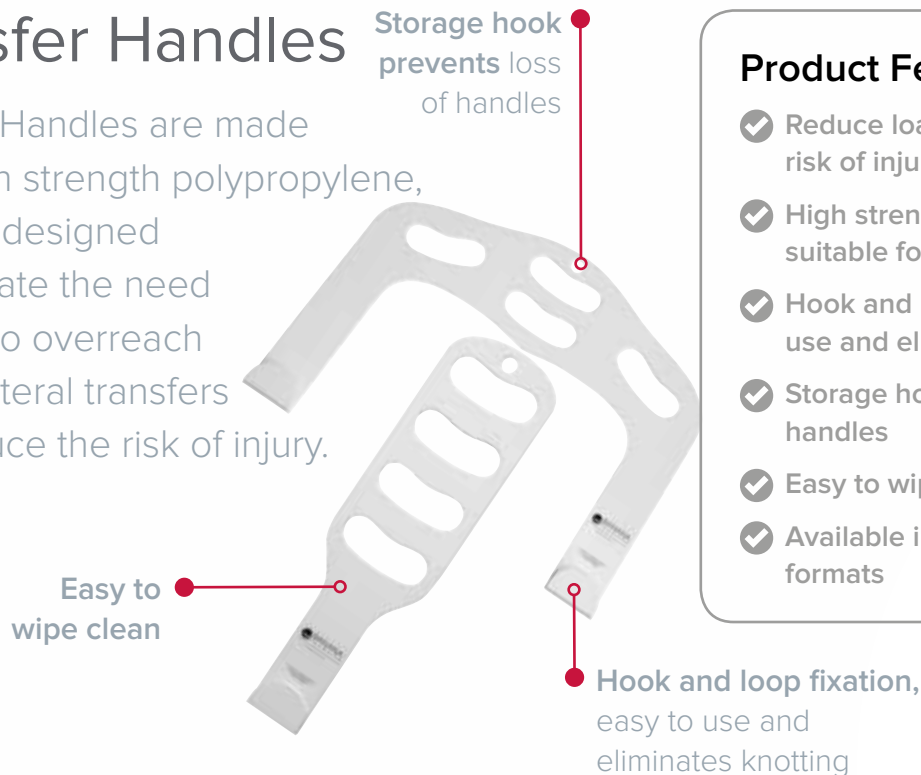 sfer Handles
Handles are made
strength polypropylene,
designed
ate the need
o overreach
teral transfers
uce the risk of injury.
Storage hook
prevents loss
of handles
Easy to
wipe clean
Hook and loop fixation,
easy to use and
eliminates knotting
Product Fe
Reduce loa
risk of inju
High stren
suitable fo
Hook and
use and el
Storage ho
handles
Easy to wip
Available i
formats